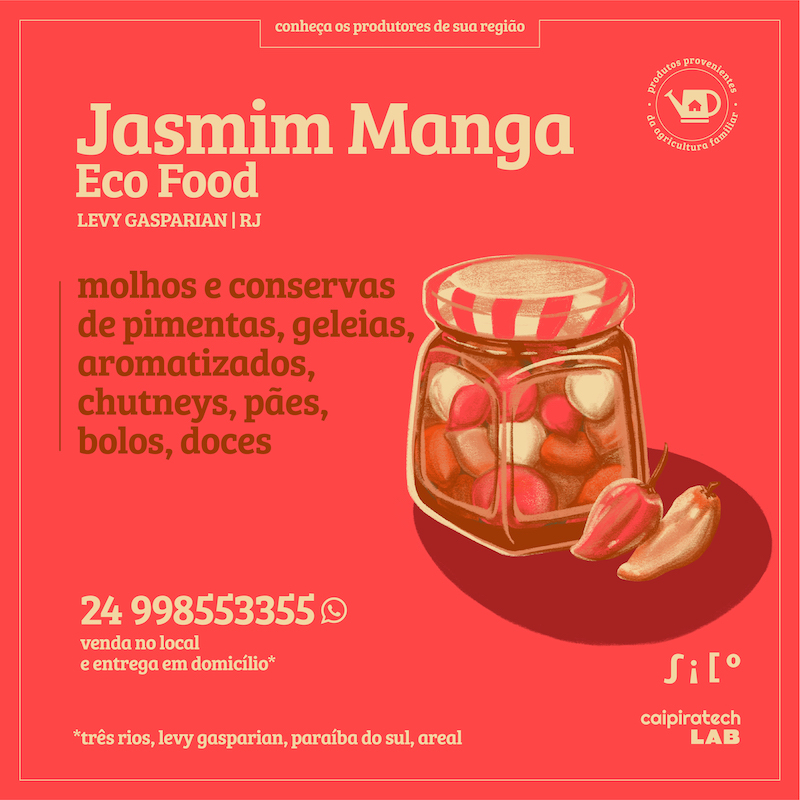 conheça os produtores de sua região
produtos provenientes
da agricultura familiar
Jasmim Manga
Eco Food
LEVY GASPARIAN | RJ
molhos e conservas
de pimentas, geleias,
aromatizados,
chutneys, pães,
bolos, doces
24 998553355
venda no local
e entrega em domicílio*
*três rios, levy gasparian, paraíba do sul, areal
caipiratech
LAB